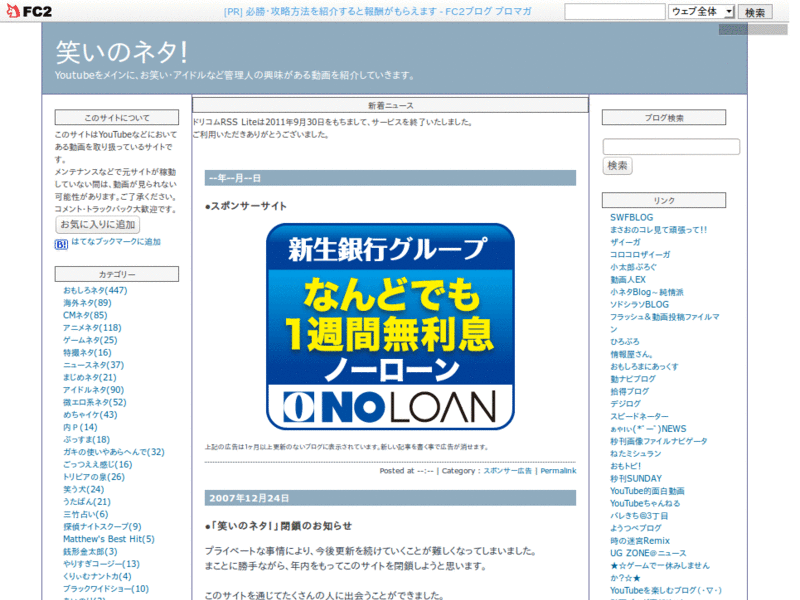 FC2
[PR] 必勝・攻略方法を紹介すると報酬がもらえます - FC2ブログ ブロマガ
ウェブ全体
検索
笑いのネタ!
Youtubeをメインに、お笑い・アイドルなど管理人の興味がある動画を紹介していきます。
このサイトについて
このサイトはYouTubeなどにおいて
ある動画を取り扱っているサイトで
す。
メンテナンスなどで元サイトが稼動
していない間は、動画が見られない
可能性があります。ご了承ください。
コメント・トラックバック大歓迎です。
お気に入りに追加
B!
はてなブックマークに追加
カテゴリー
おもしろネタ(447)
海外ネタ(89)
CMネタ(85)
アニメネタ(118)
ゲームネタ(25)
特撮ネタ(16)
ニュースネタ(37)
まじめネタ(21)
アイドルネタ(90)
微エロ系ネタ(52)
めちゃイケ(43)
内P(14)
ぷっすま(18)
ガキの使いやあらへんで(32)
ごっつええ感じ(16)
トリビアの泉(26)
笑う犬(24)
うたばん(21)
三竹占い(6)
探偵ナイトスクープ(9)
Matthew's Best Hit(5)
銭形金太郎(3)
やりすぎコージー(13)
くりぃむナントカ(4)
ブラックワイドショー(10)
新着ニュース
ドリコムRSS Liteは2011年9月30日をもちまして、サービスを終了いたしました。
ご利用いただきありがとうございました。
--年--月--日
●スポンサーサイト
新生銀行グループ
なんどでも
1週間無利息
ノーローン
NOLOAN
上記の広告は1ヶ月以上更新のないブログに表示されています。新しい記事を書く事で広告が消せます。
Posted at --:-- | Category : スポンサー広告 | Permalink
2007年12月24日
●「笑いのネタ!」閉鎖のお知らせ
プライベートな事情により、今後更新を続けていくことが難しくなってしまいました。
まことに勝手ながら、年内をもってこのサイトを閉鎖しようと思います。
このサイトを通じてたくさんの人に出会うことができました。
ブログ検索
検索
リンク
SWFBLOG
まさおのコレ見て頑張って!!
ザイーガ
コロコロザイーガ
小太郎ぶろぐ
動画人EX
小ネタBlog～純情派
ソドシラソBLOG
フラッシュ＆動画投稿ファイルマ
ン
ひろぶろ
情報屋さん。
おもしろまにあっくす
動ナビブログ
拾得ブログ
デジログ
スピードネーター
ぁゃιぃ(*゚ー゚)NEWS
秒刊画像ファイルナビゲータ
ねたミシュラン
おもトピ!
秒刊SUNDAY
YouTube的面白動画
YouTubeちゃんねる
バレきち@3丁目
ようつべブログ
時の迷宮Remix
UG ZONE＠ニュース
★☆ゲームで一休みしません
か?☆★
YouTubeを楽しむブログ(・∇・)